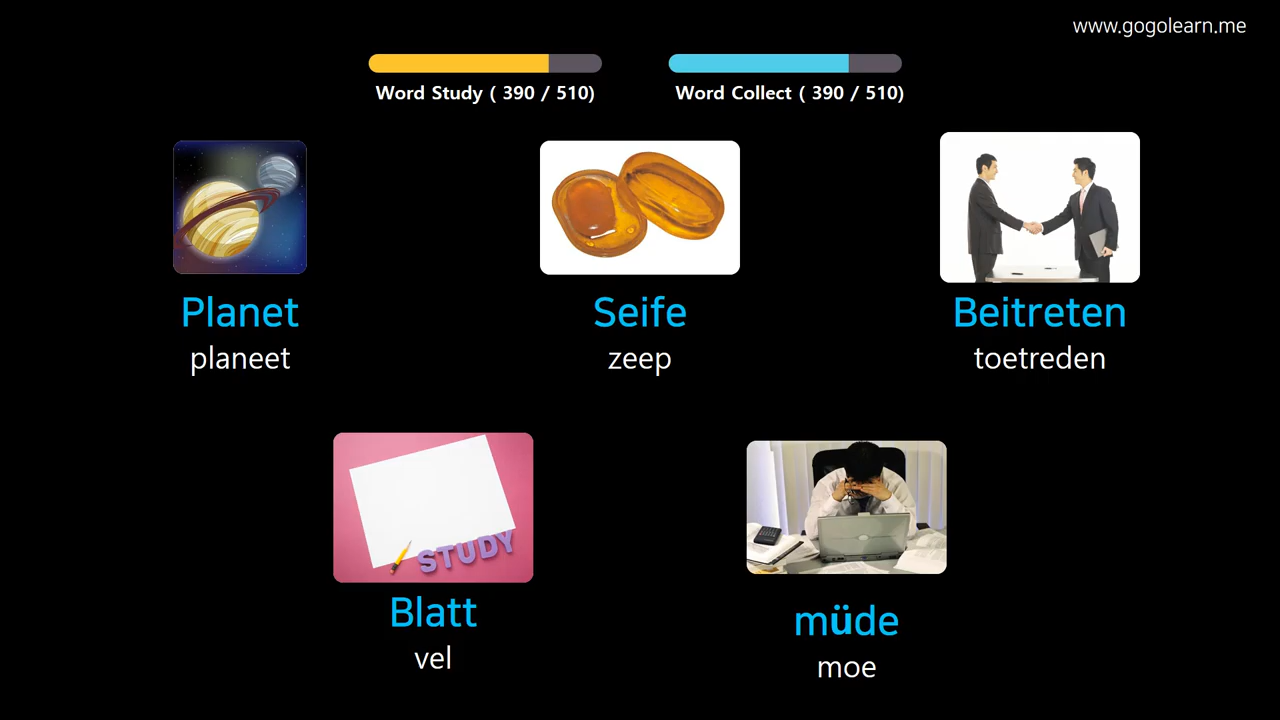 www.gogolearn.me
Word Study ( 390 / 510)
Word Collect ( 390 / 510)
Planet
planeet
Seife
zeep
Beitreten
toetreden
STUDY
Blatt
vel
müde
moe